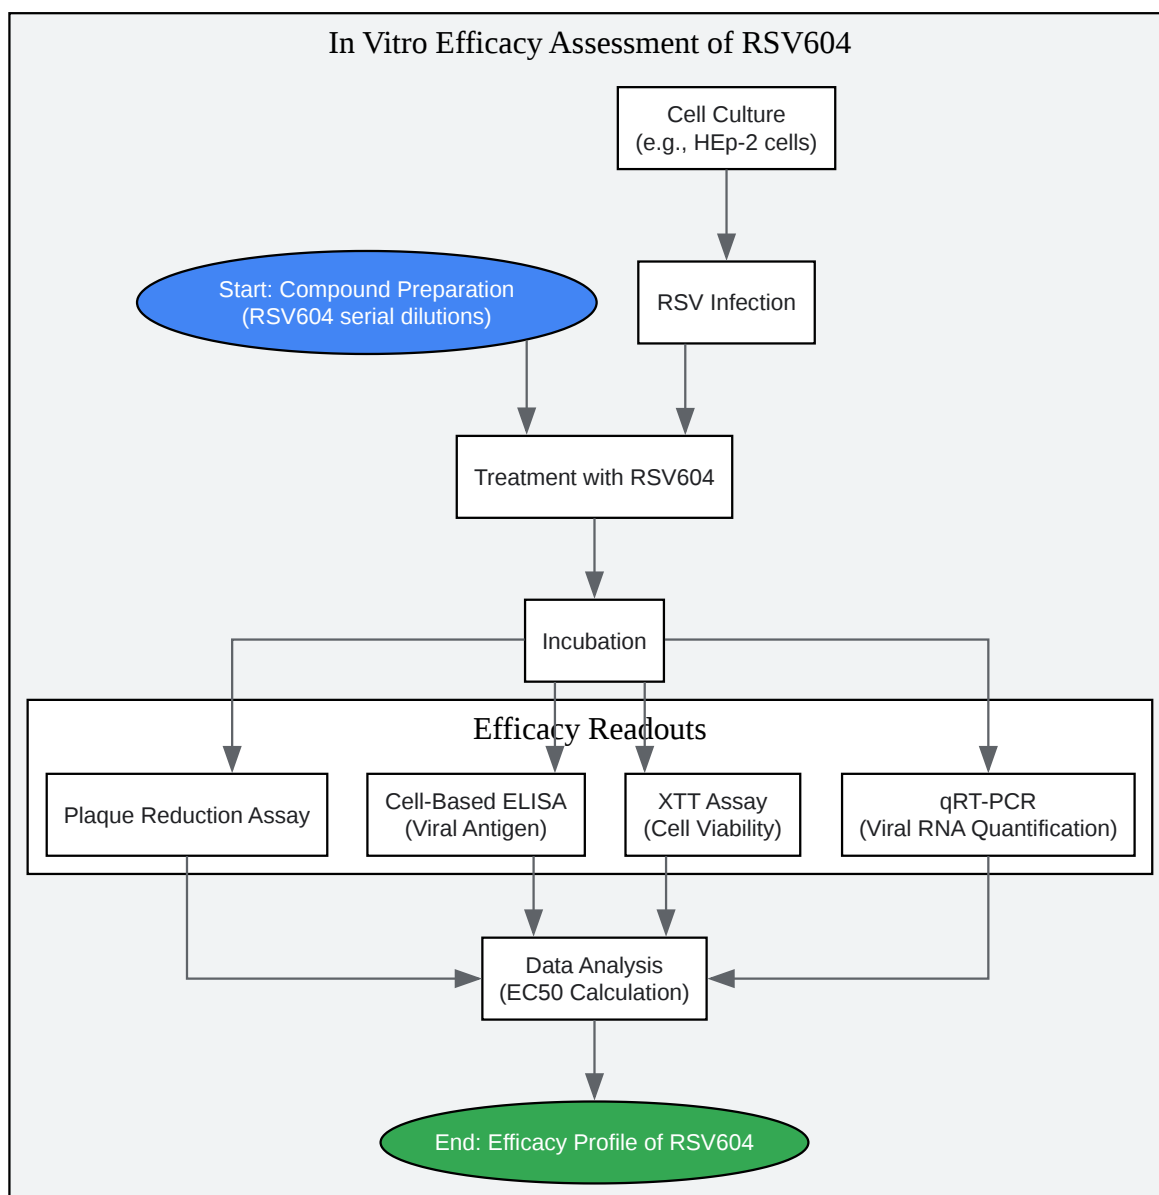 In Vitro Efficacy Assessment of RSV604
Cell Culture
(e.g., HEp-2 cells)
Start: Compound Preparation
(RSV604 serial dilutions)
RSV Infection
Treatment with RSV604
Incubation
Efficacy Readouts
Plaque Reduction Assay
Cell-Based ELISA
(Viral Antigen)
XTT Assay
(Cell Viability)
qRT-PCR
(Viral RNA Quantification)
Data Analysis
(EC50 Calculation)
End: Efficacy Profile of RSV604